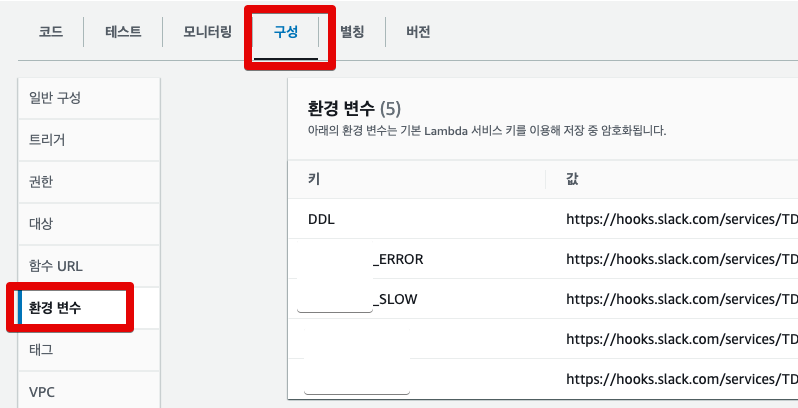 코드 테스트 모니터링 구성 별칭 버전
일반 구성
트리거
권한
대상
함수 URL
환경 변수
태그
VPC
환경 변수 (5)
아래의 환경 변수는 기본 Lambda 서비스 키를 이용해 저장 중 암호화됩니다.
키 값
DDL https://hooks.slack.com/services/TD
_ERROR https://hooks.slack.com/services/TD
_SLOW https://hooks.slack.com/services/TD
https://hooks.slack.com/services/TD
https://hooks.slack.com/services/TD